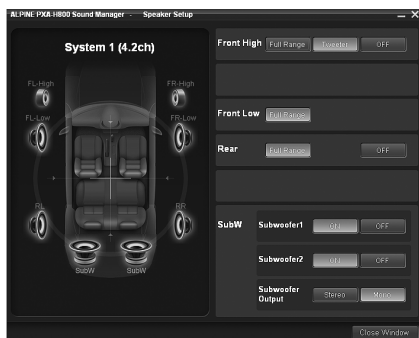 ALPINE PXA-H800 Sound Manager - Speaker Setup
System 1 (4.2ch)
FL-High
FR-High
FL-Low
FR-Low
RL
RR
SubW
SubW
Front High Full Range Tweeter OFF
Front Low Full Range
Rear Full Range OFF
SubW
Subwoofer1 ON OFF
Subwoofer2 ON OFF
Subwoofer
Output
Stereo Mono
Close Window